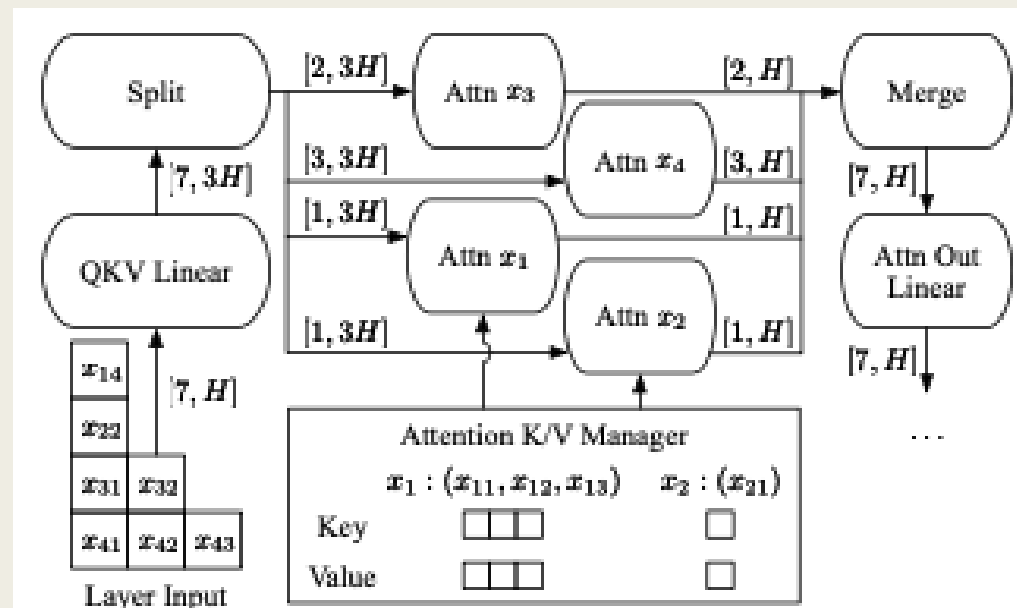 Split
[2, 3H]
Attn x₃
[2, H]
Merge
[3, 3H]
Attn x₄
[3, H]
[7, 3H]
[7, H]
[1, 3H]
[1, H]
QKV Linear
Attn x₁
Attn Out
Linear
Attn x₂
[1, 3H]
[1, H]
[7, H]
x₁₄
[7, H]
x₂₂
Attention K/V Manager
...
x₃₁ x₃₂
x₁ : (x₁₁, x₁₂, x₁₃) x₂ : (x₂₁)
Key
x₄₁ x₄₂ x₄₃
Value
Layer Input